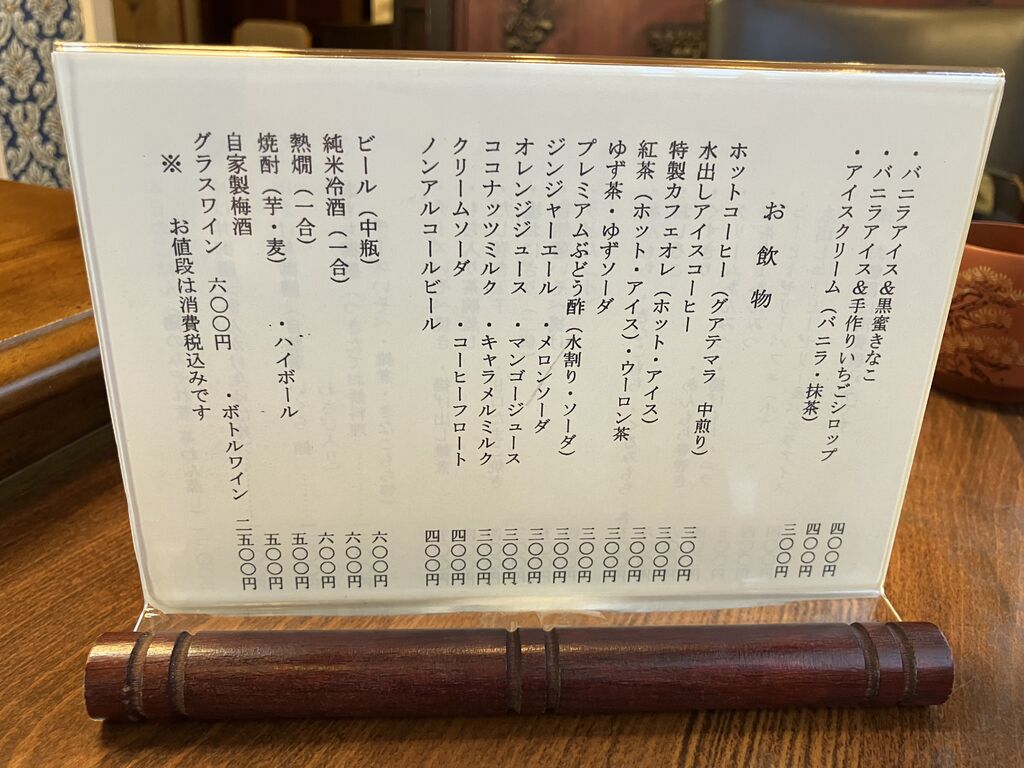 ・バニラアイス&黒蜜きなこ 四〇〇円
・バニラアイス&手作りいちごシロップ 四〇〇円
・アイスクリーム（バニラ・抹茶） 三〇〇円
お飲物
ホットコーヒー（グアテマラ 中煎り） 三〇〇円
水出しアイスコーヒー 三〇〇円
特製カフェオレ（ホット・アイス） 三〇〇円
紅茶（ホット・アイス）・ウーロン茶 三〇〇円
ゆず茶・ゆずソーダ 三〇〇円
プレミアムぶどう酢（水割り・ソーダ） 三〇〇円
ジンジャーエール ・メロンソーダ 三〇〇円
オレンジジュース ・マンゴージュース 三〇〇円
ココナッツミルク ・キャラメルミルク 三〇〇円
クリームソーダ ・コーヒーフロート 四〇〇円
ノンアルコールビール 四〇〇円
ビール（中瓶） 六〇〇円
純米冷酒（一合） 六〇〇円
熱燗（一合） 六〇〇円
焼酎（芋・麦） ・ハイボール 五〇〇円
自家製梅酒 五〇〇円
グラスワイン 六〇〇円 ・ボトルワイン 二五〇〇円
※ お値段は消費税込みです